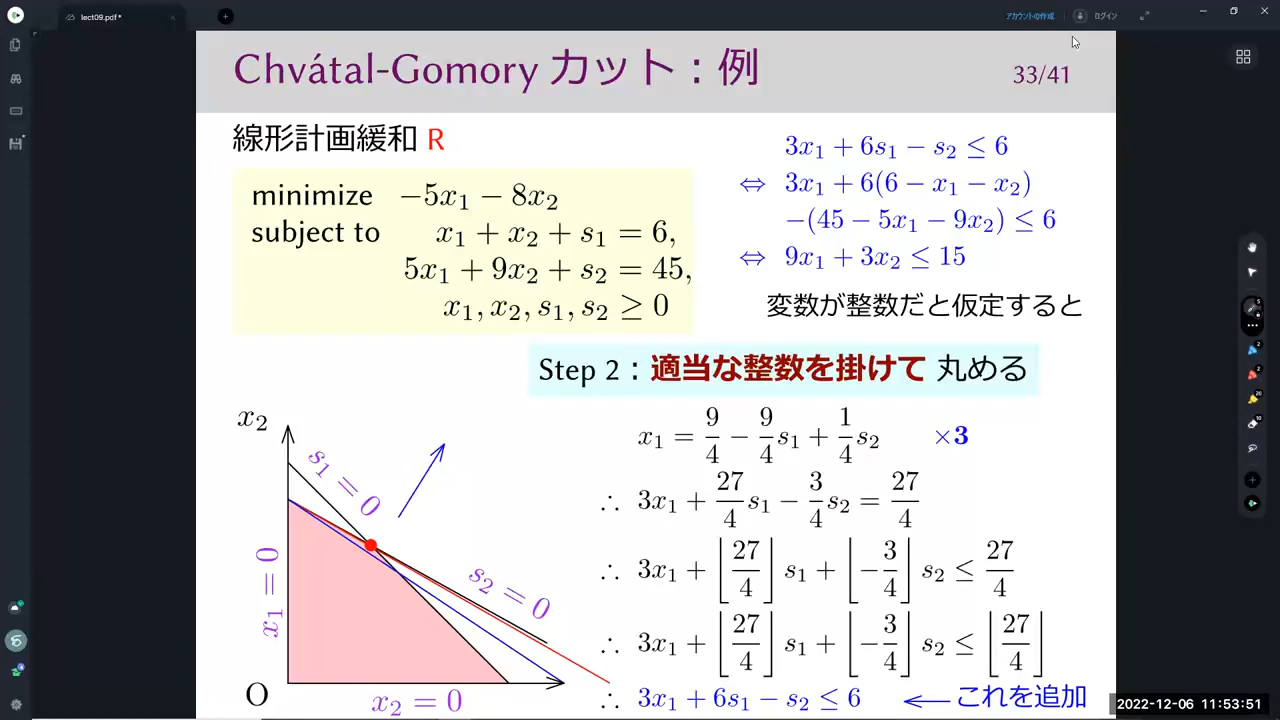 lect09.pdf*
アカウントの作成 ログイン
Chvátal-Gomory カット：例
33/41
線形計画緩和 R
minimize −5x₁ − 8x₂
subject to x₁ + x₂ + s₁ = 6,
5x₁ + 9x₂ + s₂ = 45,
x₁, x₂, s₁, s₂ ≥ 0
3x₁ + 6s₁ − s₂ ≤ 6
⇔ 3x₁ + 6(6 − x₁ − x₂)
−(45 − 5x₁ − 9x₂) ≤ 6
⇔ 9x₁ + 3x₂ ≤ 15
変数が整数だと仮定すると
Step 2：適当な整数を掛けて 丸める
x₁ = 9/4 − 9/4 s₁ + 1/4 s₂ ×3
∴ 3x₁ + 27/4 s₁ − 3/4 s₂ = 27/4
∴ 3x₁ + ⌊27/4⌋ s₁ + ⌊−3/4⌋ s₂ ≤ 27/4
∴ 3x₁ + ⌊27/4⌋ s₁ + ⌊−3/4⌋ s₂ ≤ ⌊27/4⌋
∴ 3x₁ + 6s₁ − s₂ ≤ 6 ← これを追加
x₂
s₁ = 0
s₂ = 0
x₁ = 0
O
x₂ = 0
2022-12-06 11:53:51